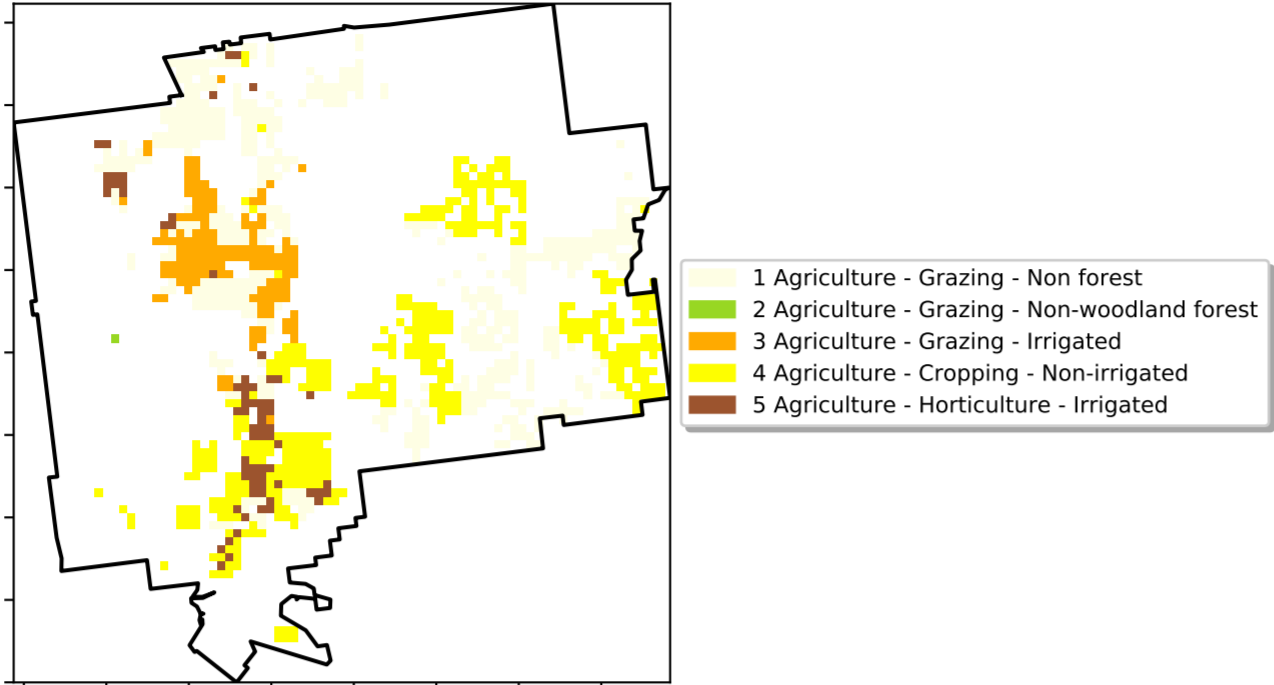 1 Agriculture - Grazing - Non forest
2 Agriculture - Grazing - Non-woodland forest
3 Agriculture - Grazing - Irrigated
4 Agriculture - Cropping - Non-irrigated
5 Agriculture - Horticulture - Irrigated